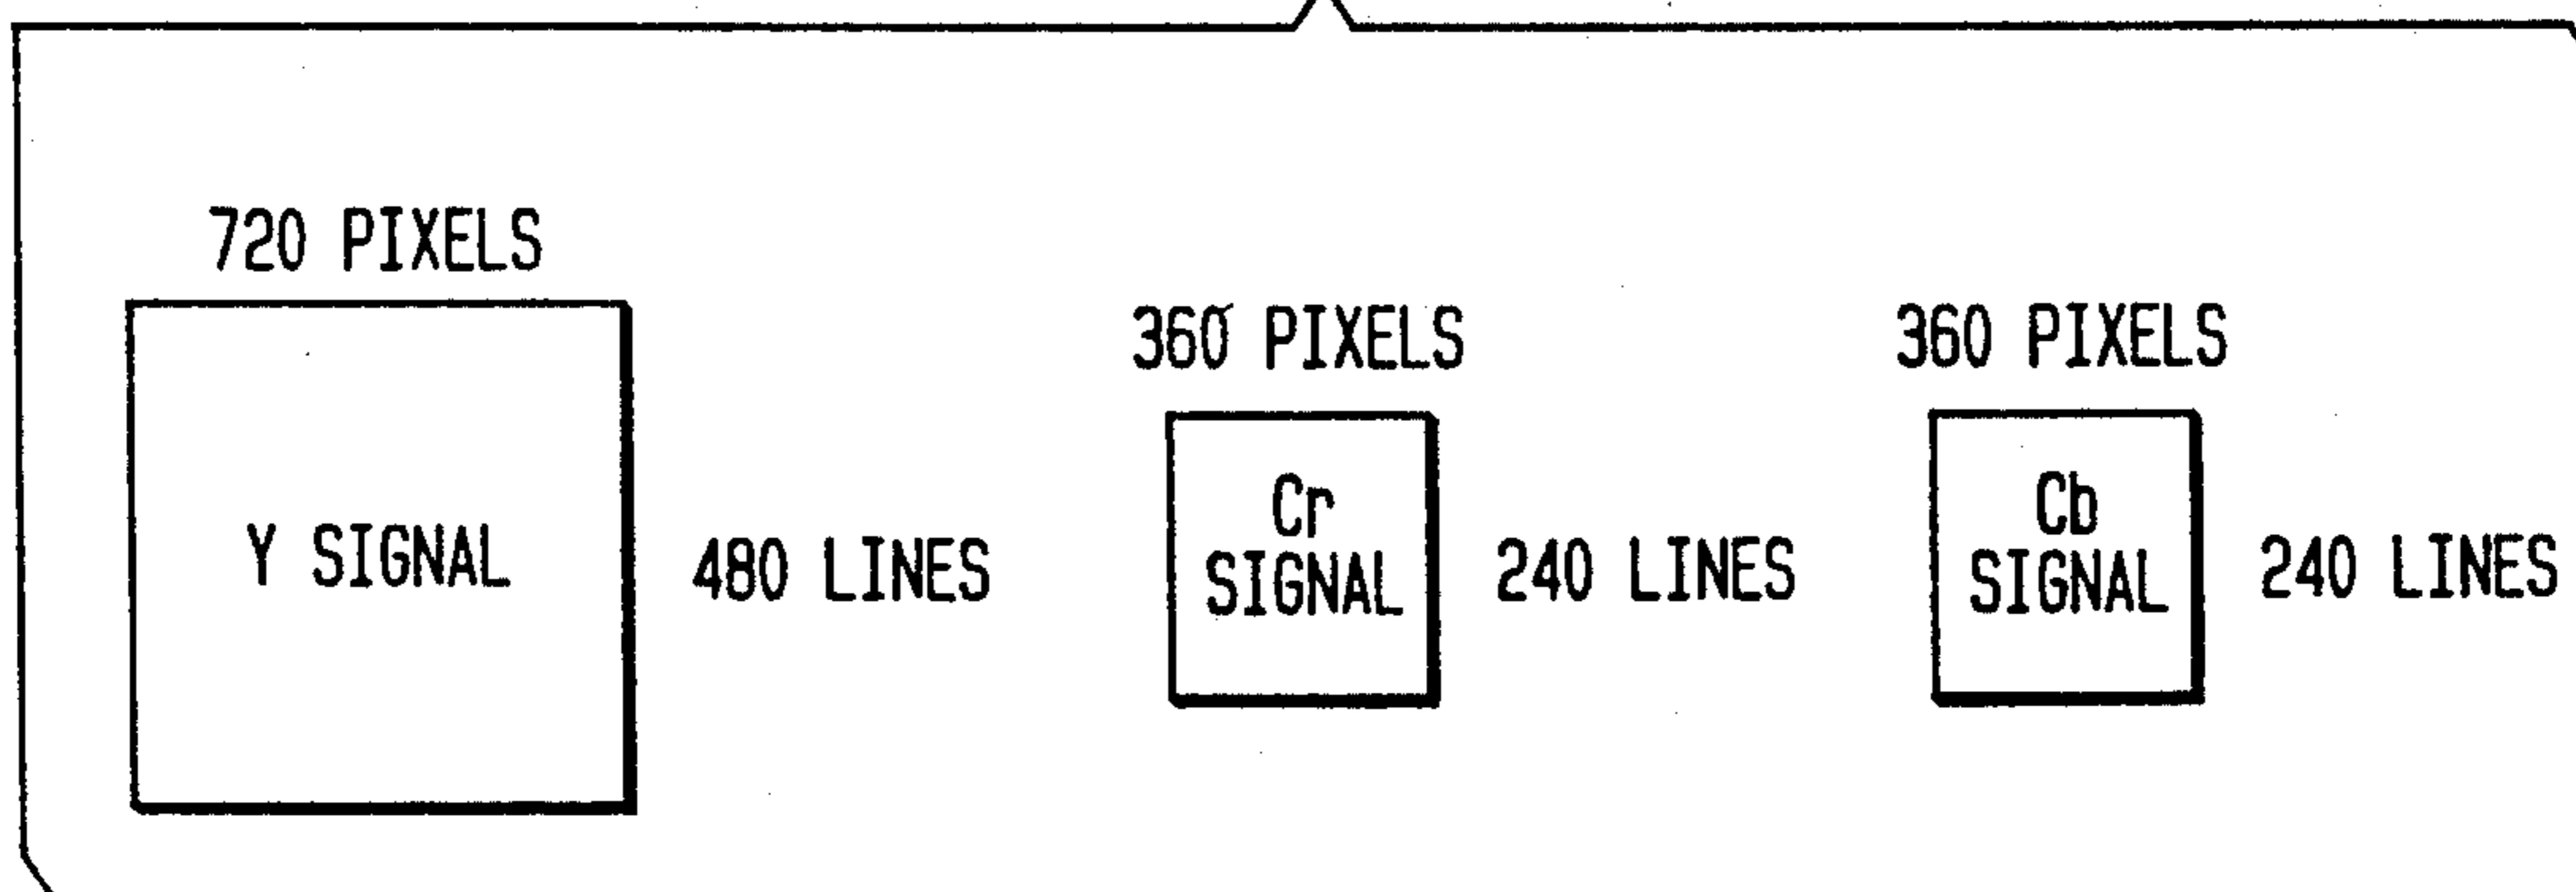 720 PIXELS
Y SIGNAL
480 LINES
360 PIXELS
Cr
SIGNAL
240 LINES
360 PIXELS
Cb
SIGNAL
240 LINES